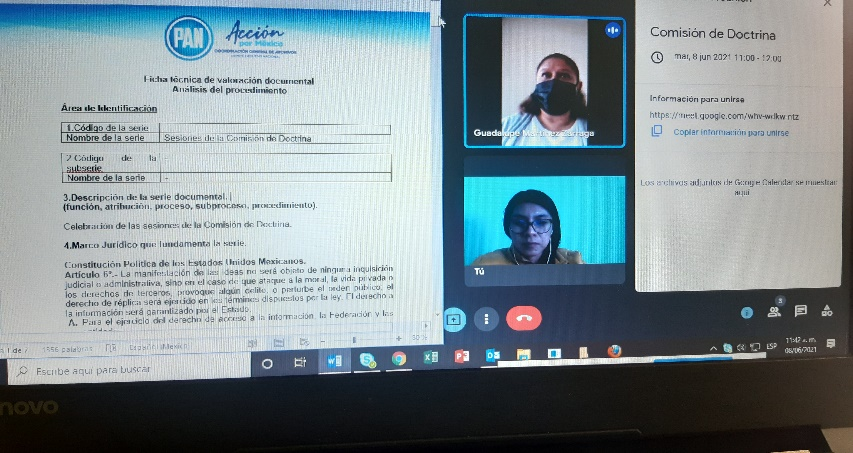 PAN
Acción
por México
Ficha técnica de valoración documental
Análisis del procedimiento
Área de Identificación
1.Código de la serie
Nombre de la serie Sesiones de la Comisión de Doctrina
2.Código de la
subserie
Nombre de la serie -
3.Descripción de la serie documental.
(función, atribución, proceso, subproceso, procedimiento).
Celebración de las sesiones de la Comisión de Doctrina.
4.Marco Jurídico que fundamenta la serie.
Constitución Política de los Estados Unidos Mexicanos.
Artículo 6°.- La manifestación de las ideas no será objeto de ninguna inquisición
judicial o administrativa, sino en el caso de que ataque a la moral, la vida privada o
los derechos de terceros, provoque algún delito, o perturbe el orden público; el
derecho de réplica será ejercido en los términos dispuestos por la ley. El derecho a
la información será garantizado por el Estado.
A. Para el ejercicio del derecho de acceso a la información, la Federación y las
1 de 7 1556 palabras Español (México) 50%
Escribe aquí para buscar
Guadalupe Martínez
Tú
Comisión de Doctrina
mar, 8 jun 2021 11:00 - 12:00
Información para unirse
https://meet.google.com/
Copiar información para unirse
Los archivos adjuntos de Google Calendar se muestran
aquí
ESP
11:42 a. m.
08/06/2021
novo